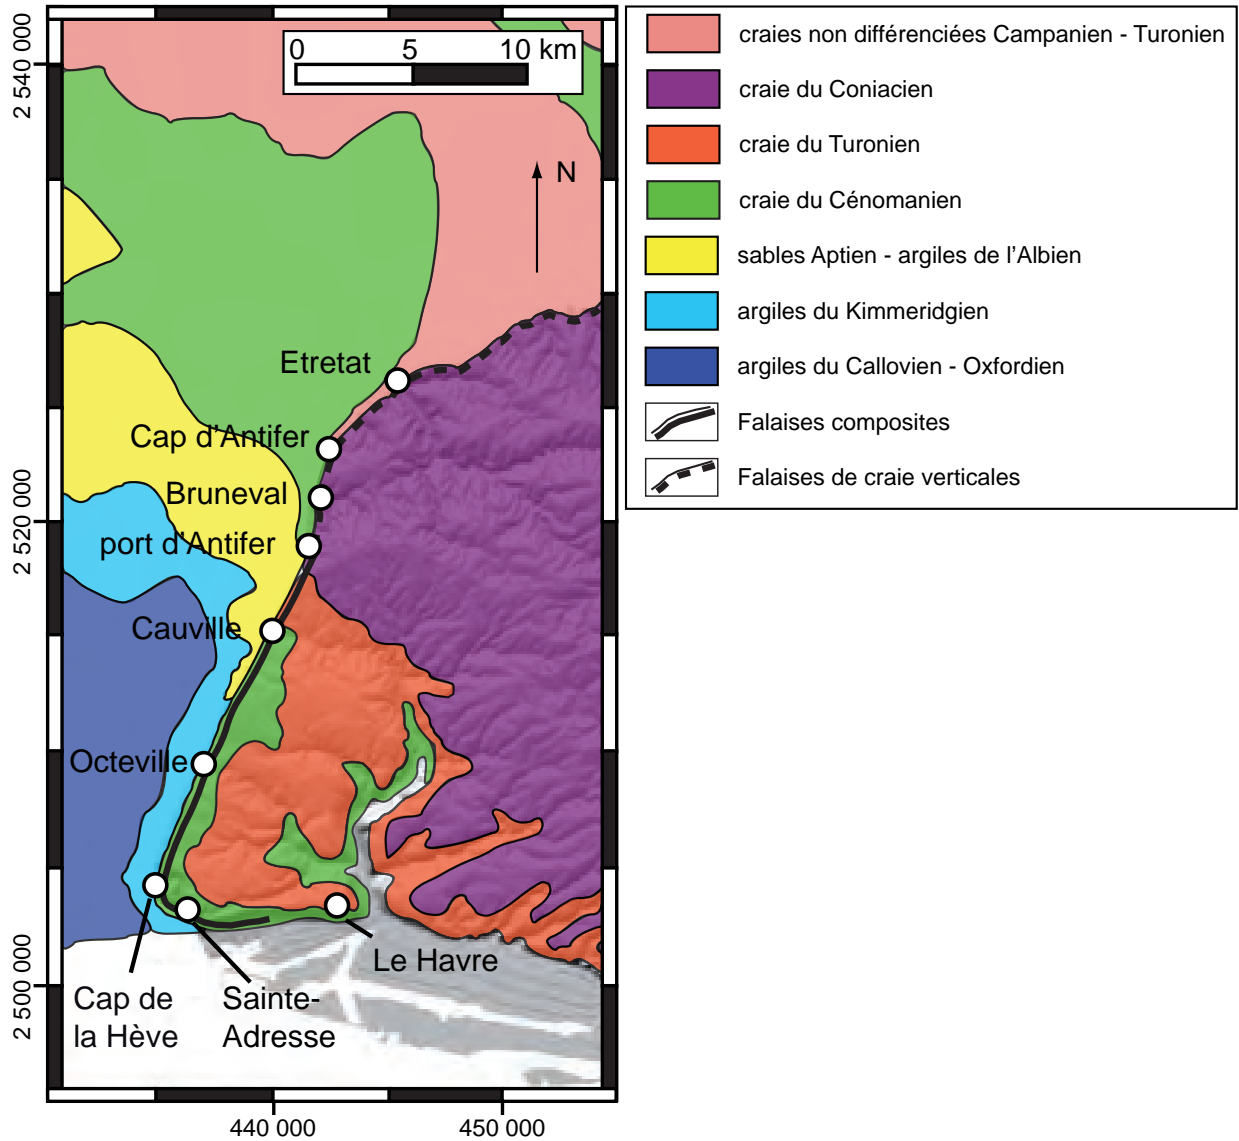 0 5 10 km
N
2 540 000
2 520 000
2 500 000
440 000
450 000
Etretat
Cap d'Antifer
Bruneval
port d'Antifer
Cauville
Octeville
Le Havre
Cap de
la Hève
Sainte-
Adresse
craies non différenciées Campanien - Turonien
craie du Coniacien
craie du Turonien
craie du Cénomanien
sables Aptien - argiles de l'Albien
argiles du Kimmeridgien
argiles du Callovien - Oxfordien
Falaises composites
Falaises de craie verticales